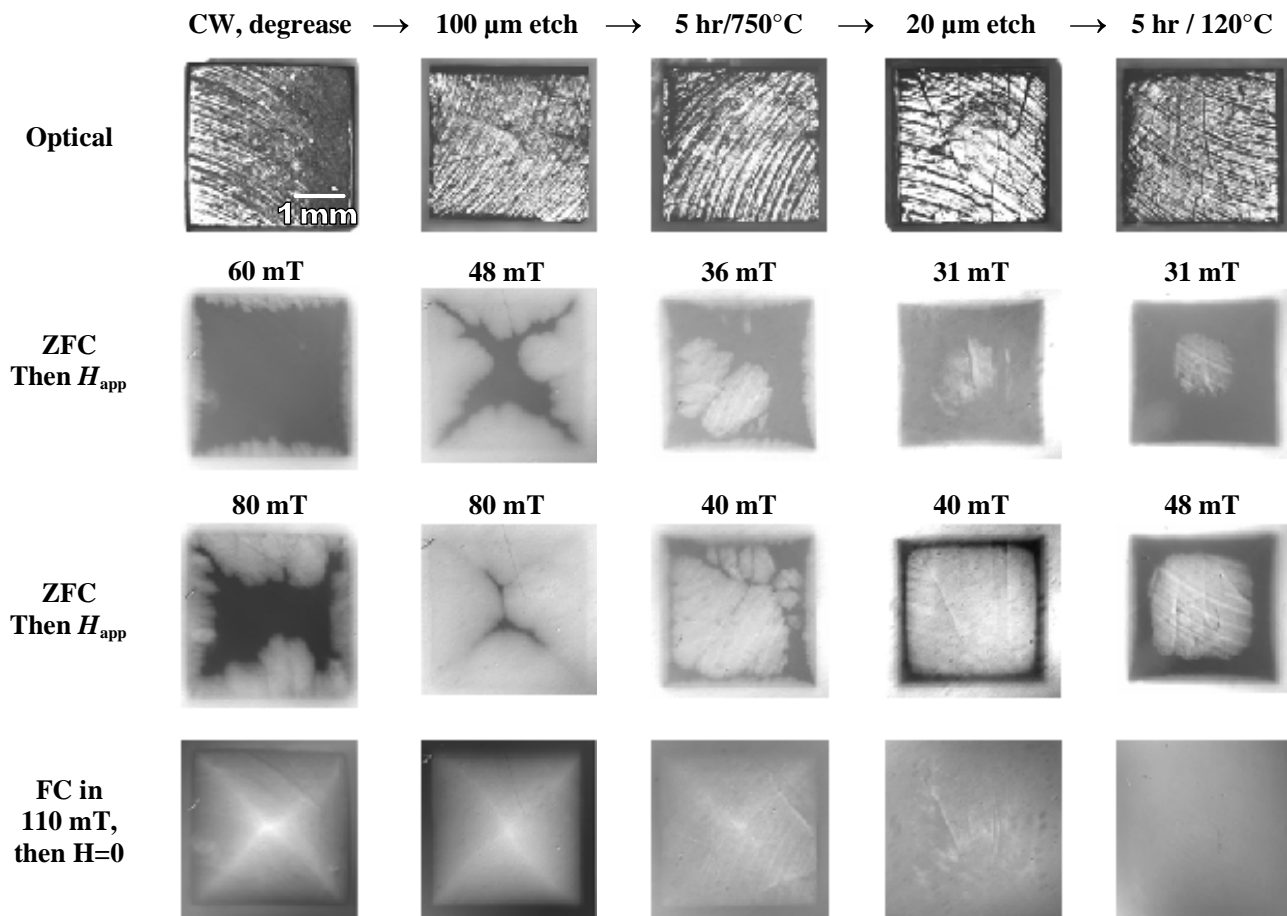 CW, degrease → 100 µm etch → 5 hr/750°C → 20 µm etch → 5 hr / 120°C
Optical
1 mm
60 mT 48 mT 36 mT 31 mT 31 mT
ZFC
Then Happ
80 mT 80 mT 40 mT 40 mT 48 mT
ZFC
Then Happ
FC in
110 mT,
then H=0